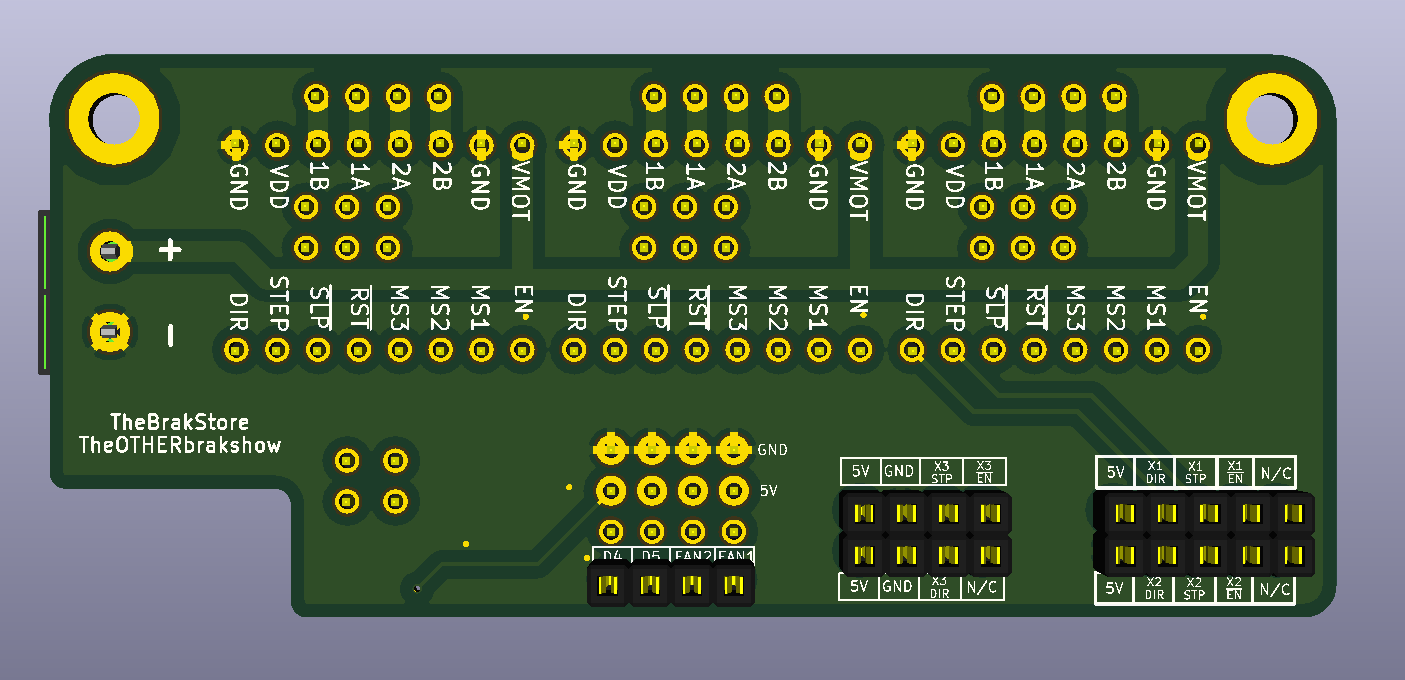 GND VDD 1B 1A 2A 2B GND VMOT GND VDD 1B 1A 2A 2B GND VMOT GND VDD 1B 1A 2A 2B GND VMOT
+
DIR STEP SLP RST MS3 MS2 MS1 EN DIR STEP SLP RST MS3 MS2 MS1 EN DIR STEP SLP RST MS3 MS2 MS1 EN
-
TheBrakStore
TheOTHERbrakshow
GND
5V
D4 D5 FAN2 FAN1
5V GND X3 STP X3 EN
5V GND X3 DIR N/C
5V X1 DIR X1 STP X1 EN N/C
5V X2 DIR X2 STP X2 EN N/C